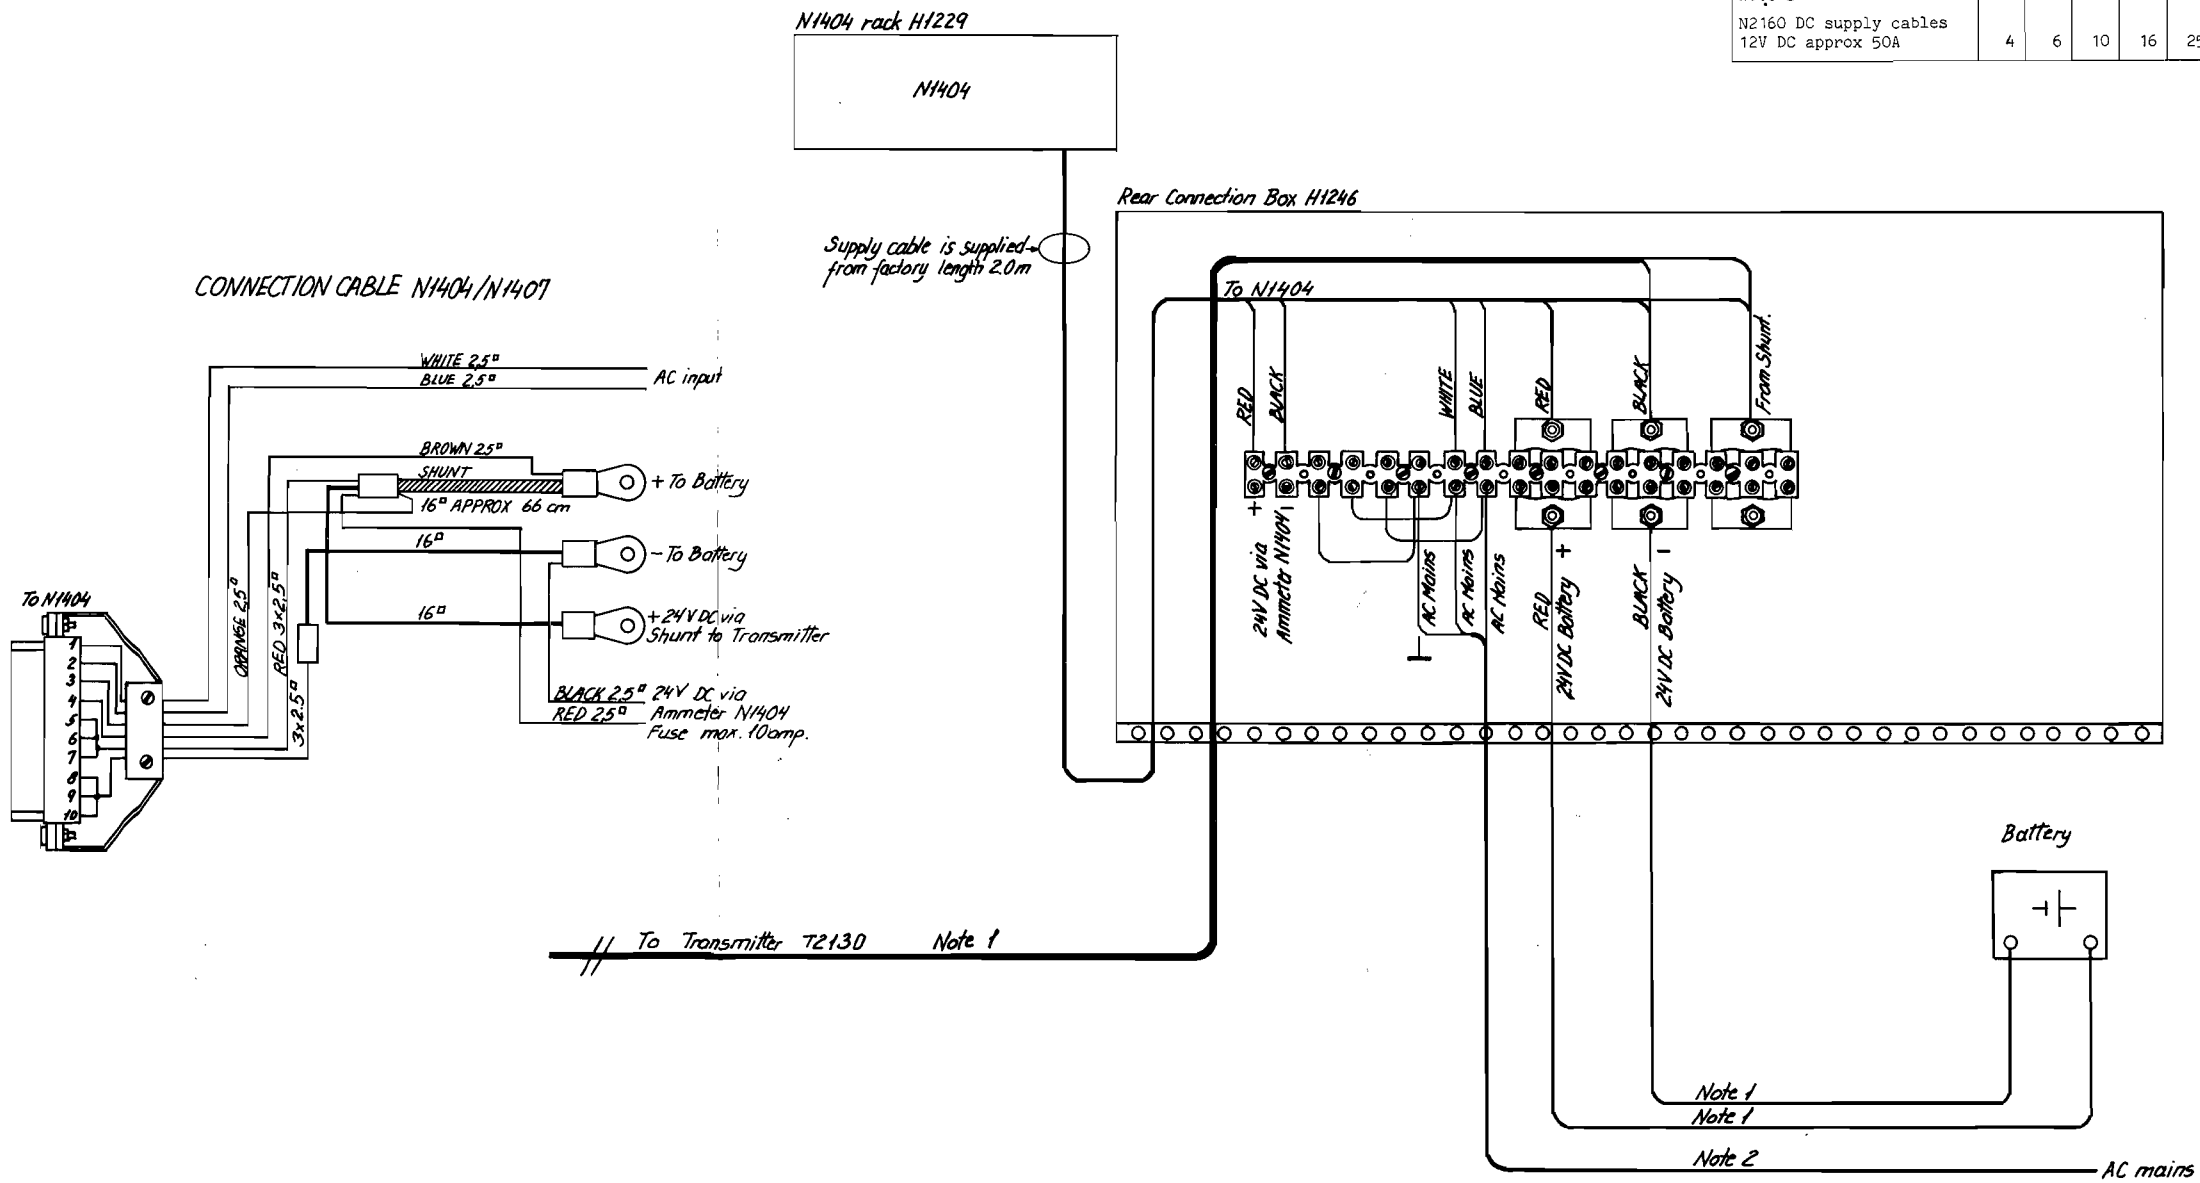 N1404 rack H1229
N2160 DC supply cables
12V DC approx 50A 4 6 10 16 25
N1404
Rear Connection Box H1246
Supply cable is supplied
from factory length 2.0m
CONNECTION CABLE N1404/N1407
To N1404
WHITE 2,5□
BLUE 2,5□
AC input
RED
BLACK
WHITE
BLUE
RED
BLACK
From Shunt.
BROWN 2.5□
SHUNT
+ To Battery
16□ APPROX 66 cm
16□
- To Battery
16□
+24V DC via
Shunt to Transmitter
To N1404
ORANGE 2,5□
RED 3x2,5□
3x2.5□
BLACK 2,5□ 24V DC via
RED 2,5□ Ammeter N1404
Fuse max. 10amp.
1
2
3
4
5
6
7
8
9
10
+ -
24V DC via
Ammeter N1404
AC Mains
AC Mains
AC Mains
RED +
24V DC Battery
BLACK -
24V DC Battery
Battery
To Transmitter T2130 Note 1
Note 1
Note 1
Note 2
AC mains